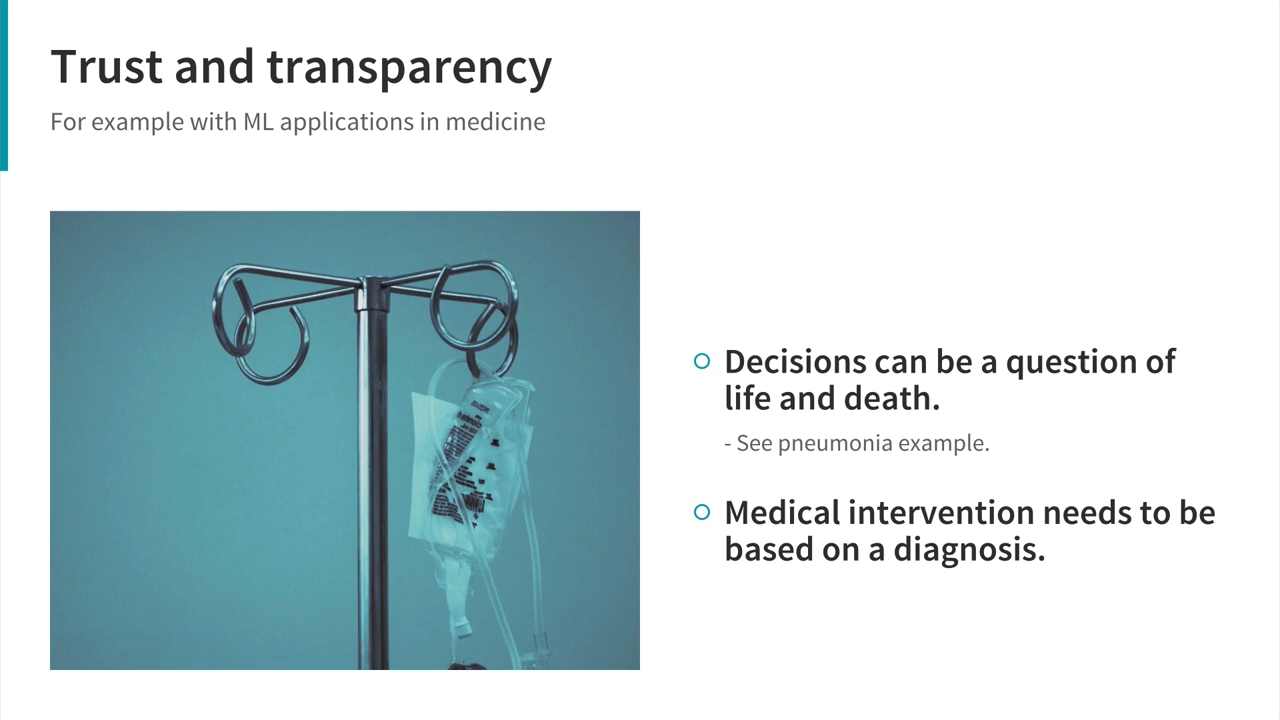 Trust and transparency
For example with ML applications in medicine
Decisions can be a question of
life and death.
- See pneumonia example.
Medical intervention needs to be
based on a diagnosis.